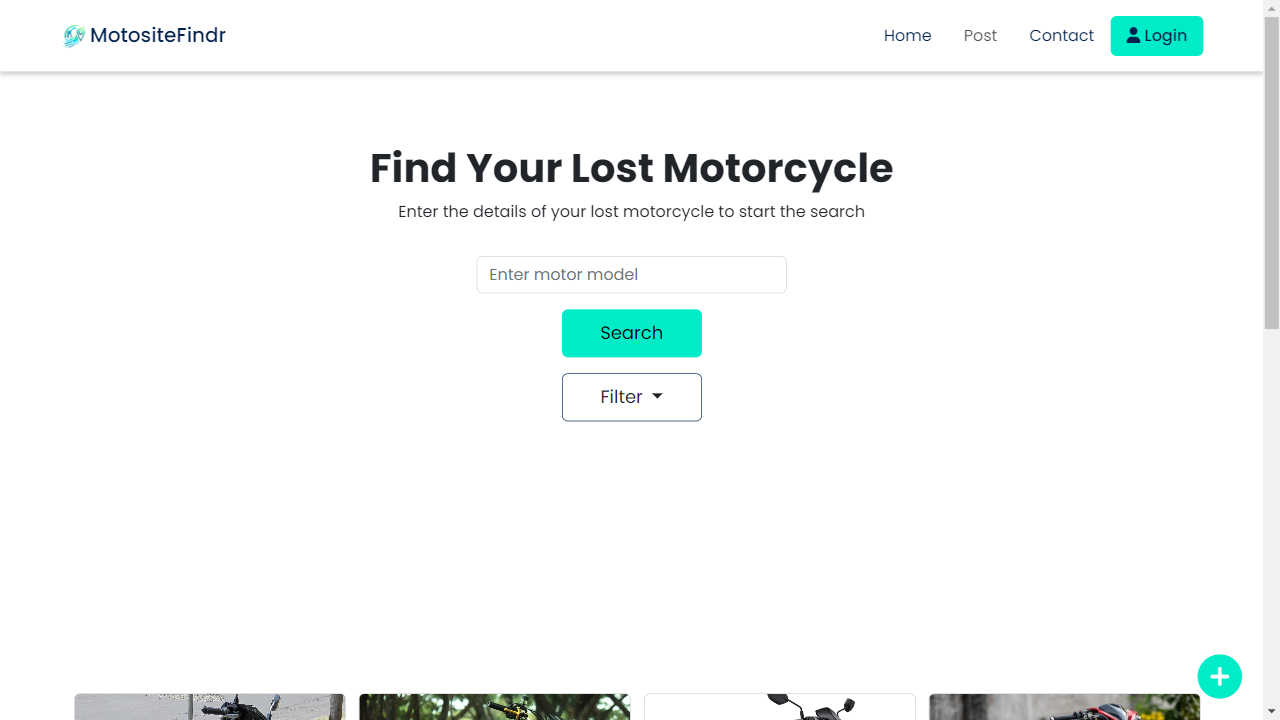 MotositeFindr
Home
Post
Contact
Login
Find Your Lost Motorcycle
Enter the details of your lost motorcycle to start the search
Enter motor model
Search
Filter